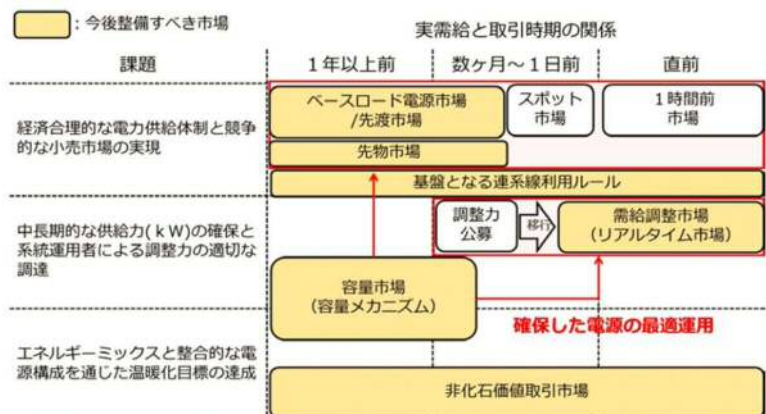 ：今後整備すべき市場
実需給と取引時期の関係
課題
１年以上前
数ヶ月～１日前
直前
経済合理的な電力供給体制と競争
的な小売市場の実現
ベースロード電源市場
/先渡市場
スポット
市場
１時間前
市場
先物市場
基盤となる連系線利用ルール
中長期的な供給力(ｋＷ)の確保と
系統運用者による調整力の適切な
調達
調整力
公募
移行
需給調整市場
(リアルタイム市場)
容量市場
(容量メカニズム)
確保した電源の最適運用
エネルギーミックスと整合的な電
源構成を通じた温暖化目標の達成
非化石価値取引市場